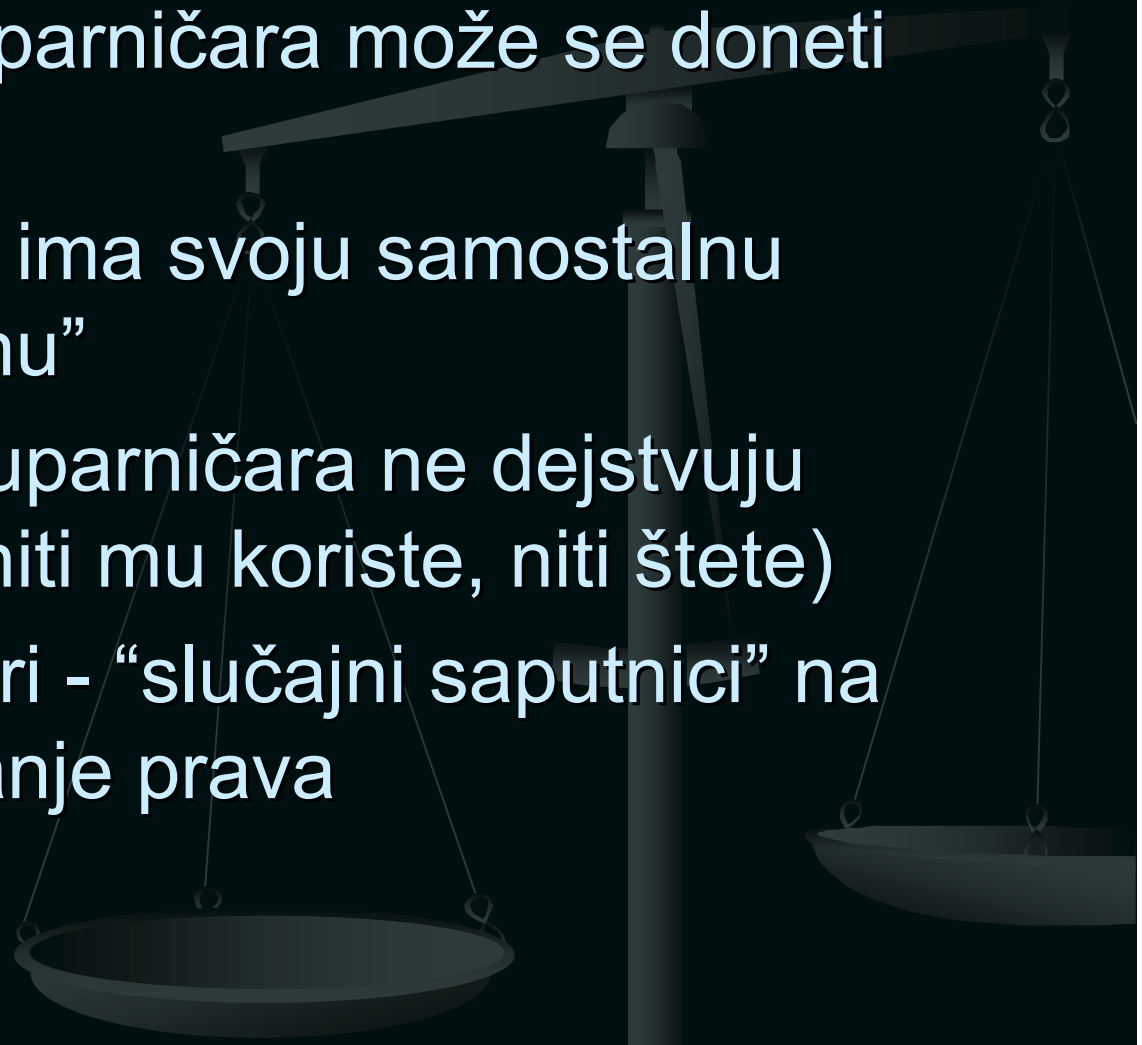 parničara može se doneti
ima svoju samostalnu
nu”
uparničara ne dejstvuju
niti mu koriste, niti štete)
ri - “slučajni saputnici” na
anje prava